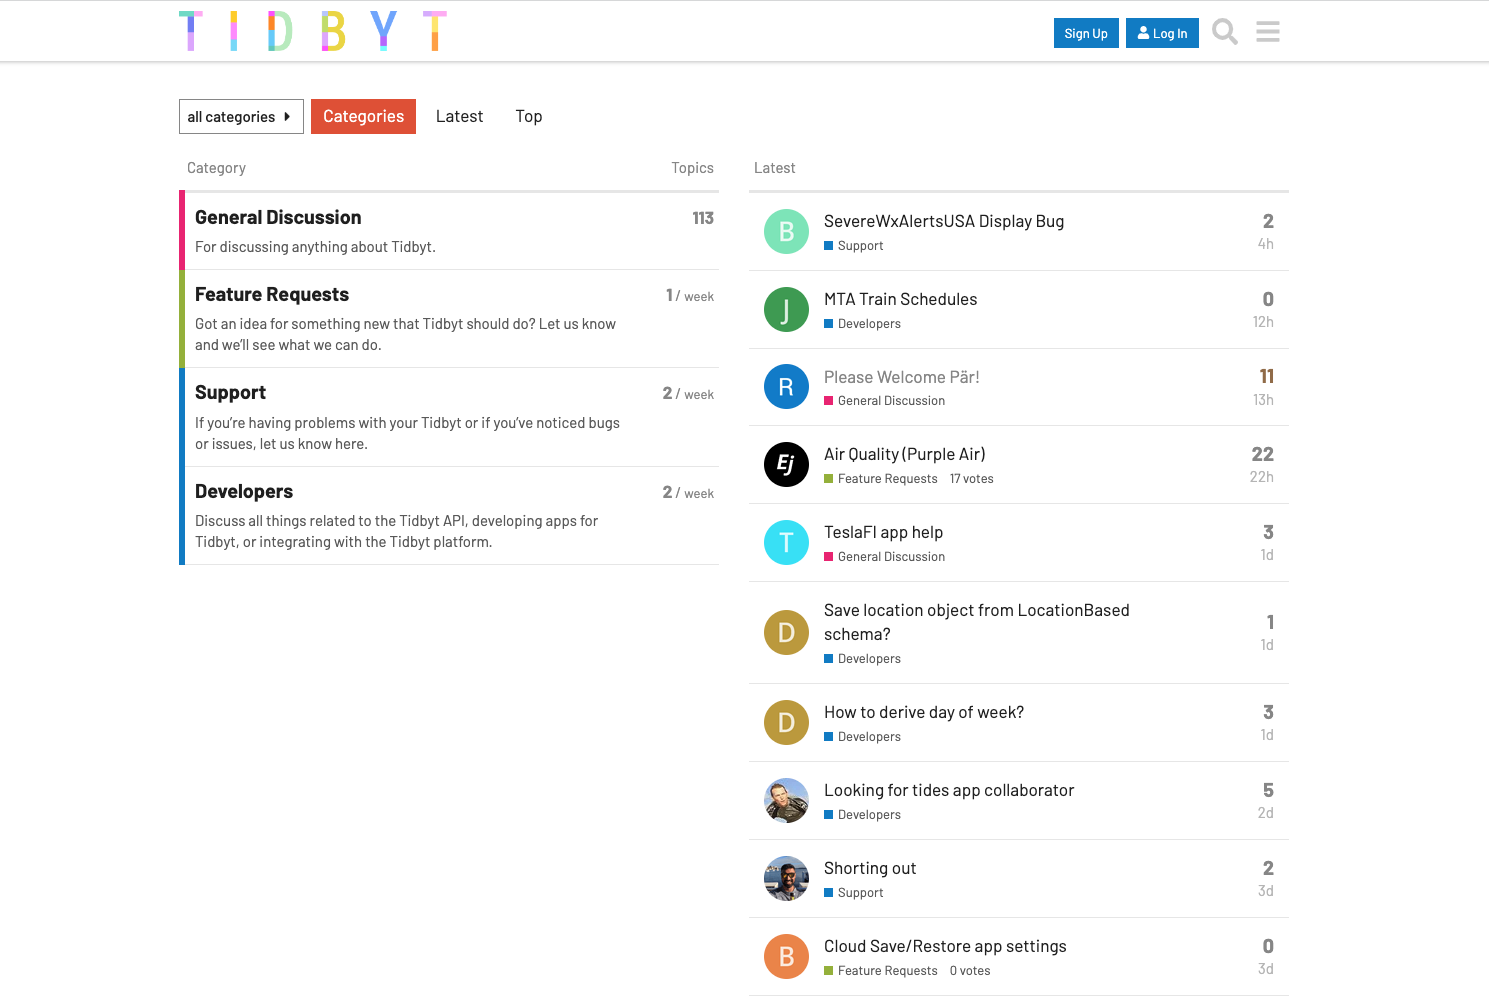 TIDBYT
Sign Up
Log In
all categories
Categories
Latest
Top
Category
Topics
General Discussion
113
For discussing anything about Tidbyt.
Feature Requests
1 / week
Got an idea for something new that Tidbyt should do? Let us know
and we’ll see what we can do.
Support
2 / week
If you’re having problems with your Tidbyt or if you’ve noticed bugs
or issues, let us know here.
Developers
2 / week
Discuss all things related to the Tidbyt API, developing apps for
Tidbyt, or integrating with the Tidbyt platform.
Latest
B
SevereWxAlertsUSA Display Bug
2
Support
4h
J
MTA Train Schedules
0
Developers
12h
R
Please Welcome Pär!
11
General Discussion
13h
Ej
Air Quality (Purple Air)
22
Feature Requests 17 votes
22h
T
TeslaFI app help
3
General Discussion
1d
D
Save location object from LocationBased
schema?
1
Developers
1d
D
How to derive day of week?
3
Developers
1d
Looking for tides app collaborator
5
Developers
2d
Shorting out
2
Support
3d
B
Cloud Save/Restore app settings
0
Feature Requests 0 votes
3d